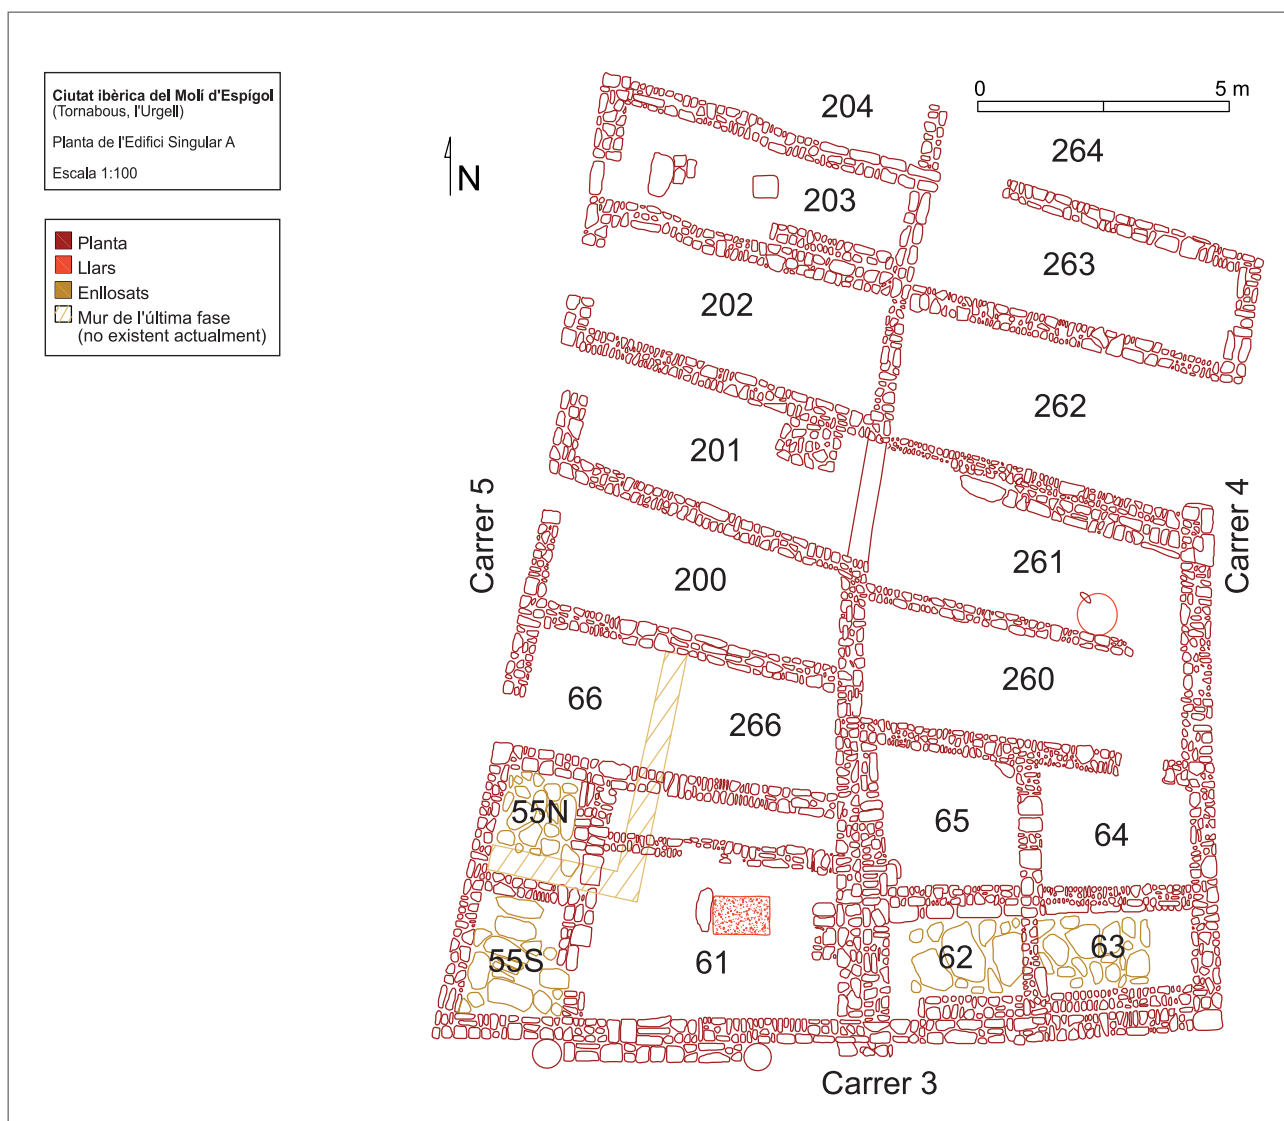 Ciutat ibèrica del Molí d'Espígol
(Tornabous, l'Urgell)
Planta de l'Edifici Singular A
Escala 1:100
Planta
Llars
Enllosats
Mur de l'última fase
(no existent actualment)
N
0 5 m
204
264
203
263
202
262
201
261
200
260
66
266
55N
65
64
55S
61
62
63
Carrer 5
Carrer 4
Carrer 3